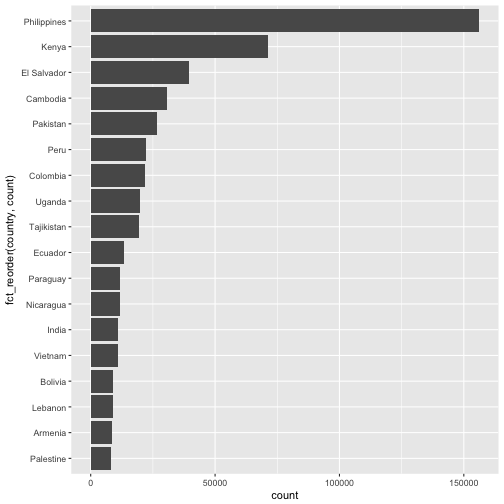 Philippines
Kenya
El Salvador
Cambodia
Pakistan
Peru
Colombia
Uganda
Tajikistan
Ecuador
Paraguay
Nicaragua
India
Vietnam
Bolivia
Lebanon
Armenia
Palestine
fct_reorder(country, count)
0 50000 100000 150000
count